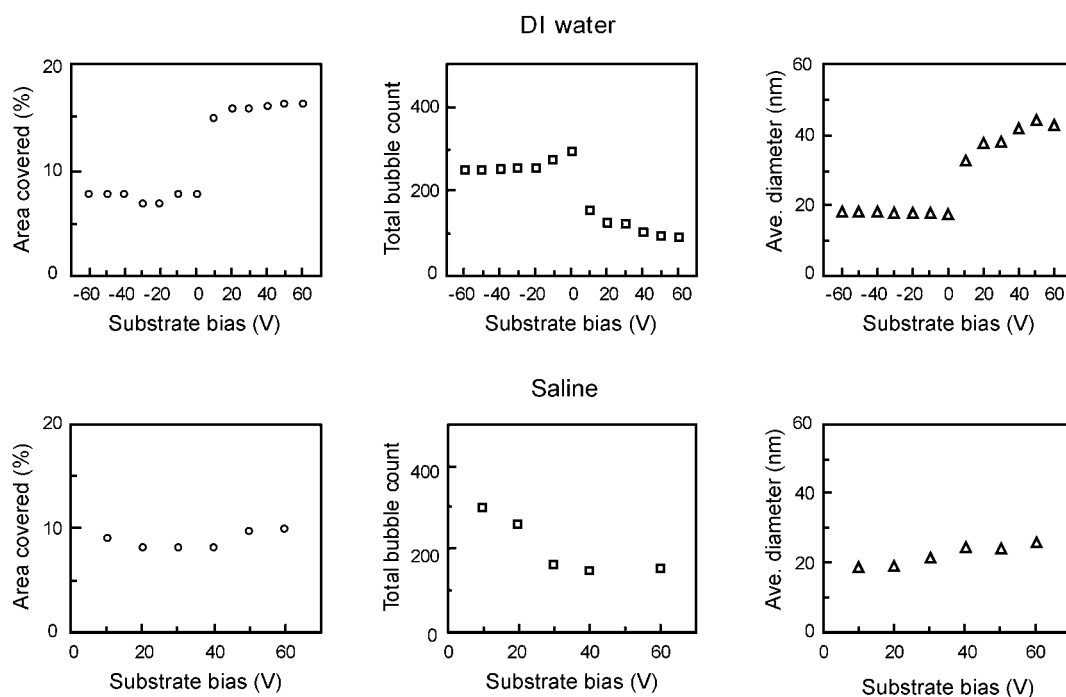 DI water
Area covered (%)
20
10
0
-60 -40 -20 0 20 40 60
Substrate bias (V)
Total bubble count
400
200
0
-60 -40 -20 0 20 40 60
Substrate bias (V)
Ave. diameter (nm)
60
40
20
0
-60 -40 -20 0 20 40 60
Substrate bias (V)
Saline
Area covered (%)
20
10
0
0 20 40 60
Substrate bias (V)
Total bubble count
400
200
0
0 20 40 60
Substrate bias (V)
Ave. diameter (nm)
60
40
20
0
0 20 40 60
Substrate bias (V)